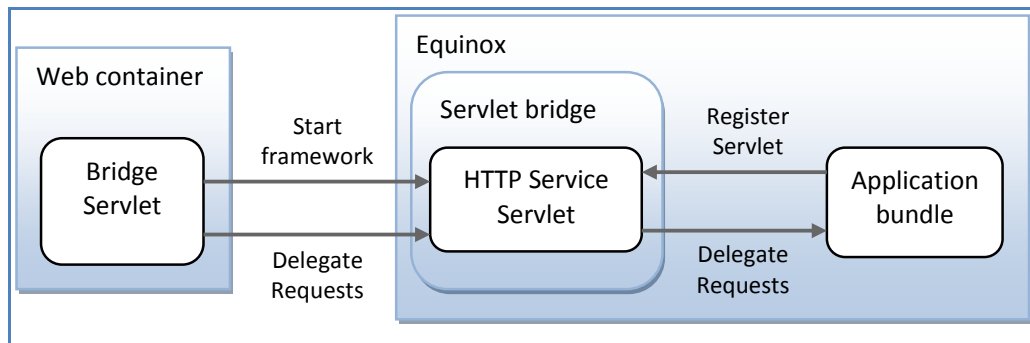 Equinox
Web container
Servlet bridge
Start
framework
Register
Servlet
Bridge
Servlet
HTTP Service
Servlet
Application
bundle
Delegate
Requests
Delegate
Requests